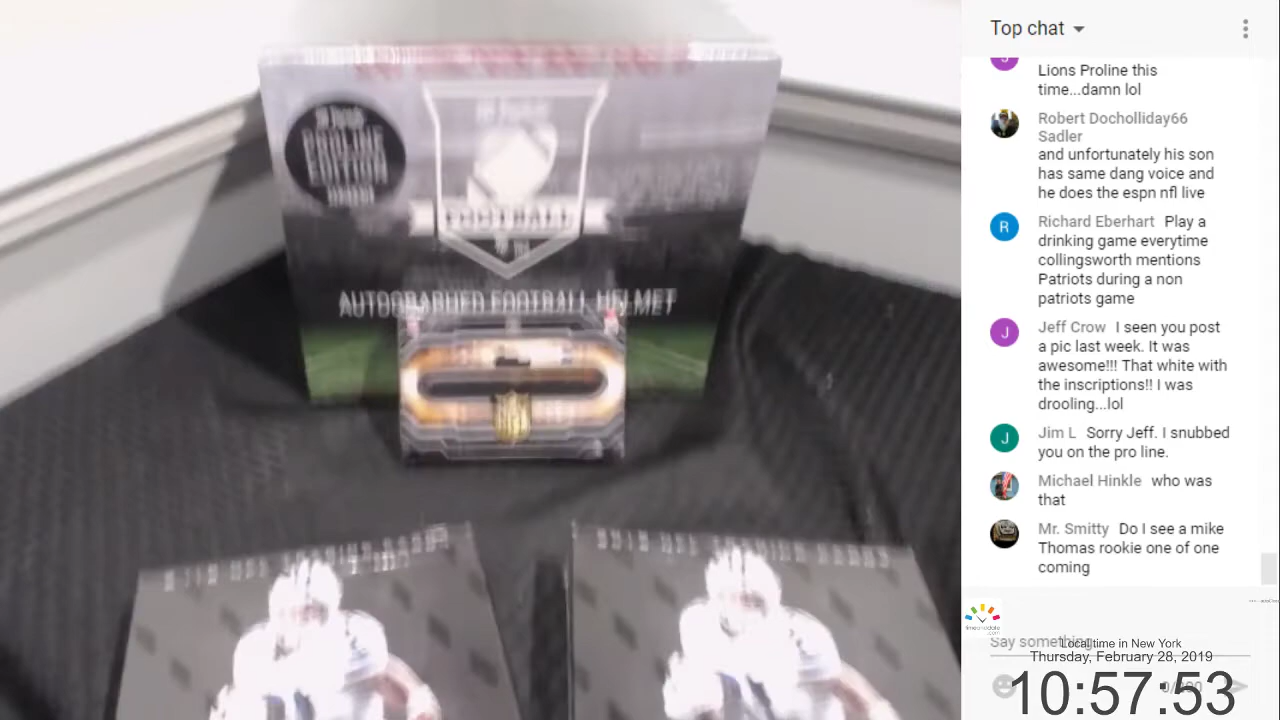 EDITION
FOOTBALL
AUTOGRAPHED FOOTBALL HELMET
NFL
Top chat
Lions Proline this
time...damn lol
Robert Docholliday66
Sadler
and unfortunately his son
has same dang voice and
he does the espn nfl live
Richard Eberhart Play a
drinking game everytime
collingsworth mentions
Patriots during a non
patriots game
Jeff Crow I seen you post
a pic last week. It was
awesome!!! That white with
the inscriptions!! I was
drooling...lol
Jim L Sorry Jeff. I snubbed
you on the pro line.
Michael Hinkle who was
that
Mr. Smitty Do I see a mike
Thomas rookie one of one
coming
Say something...
Local time in New York
Thursday, February 28, 2019
10:57:53